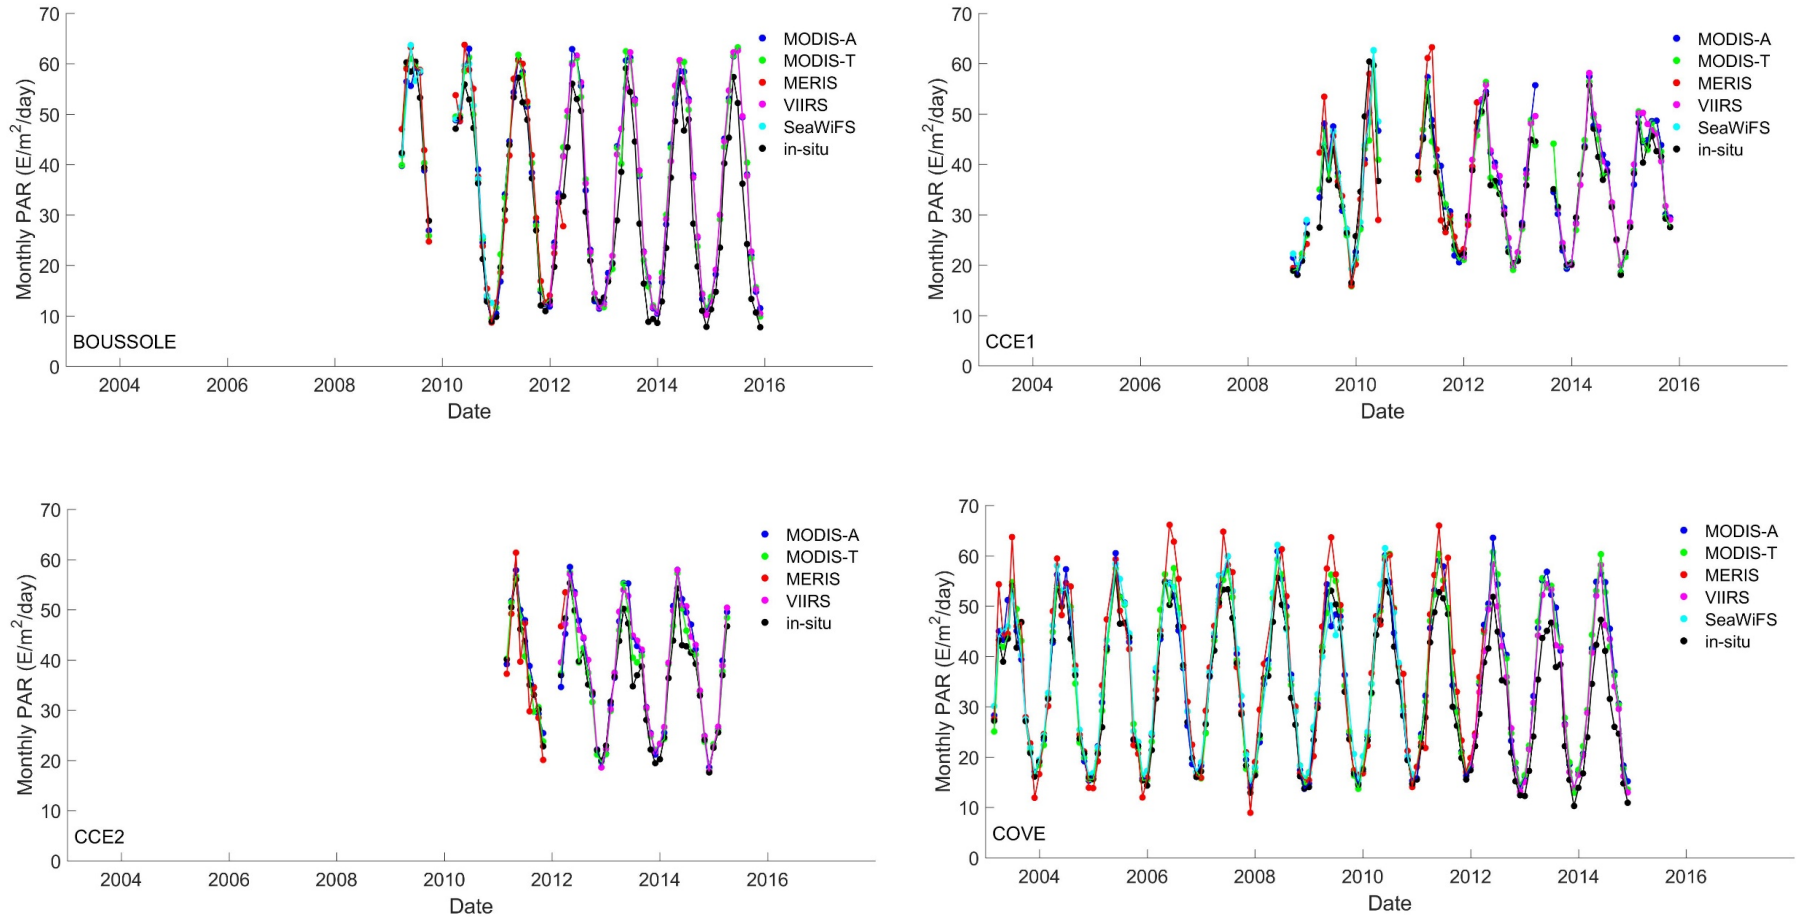 70
60
50
40
30
20
10
0
Monthly PAR (E/m²/day)
MODIS-A
MODIS-T
MERIS
VIIRS
SeaWiFS
in-situ
BOUSSOLE
2004 2006 2008 2010 2012 2014 2016
Date
70
60
50
40
30
20
10
0
Monthly PAR (E/m²/day)
MODIS-A
MODIS-T
MERIS
VIIRS
SeaWiFS
in-situ
CCE1
2004 2006 2008 2010 2012 2014 2016
Date
70
60
50
40
30
20
10
0
Monthly PAR (E/m²/day)
MODIS-A
MODIS-T
MERIS
VIIRS
in-situ
CCE2
2004 2006 2008 2010 2012 2014 2016
Date
70
60
50
40
30
20
10
0
Monthly PAR (E/m²/day)
MODIS-A
MODIS-T
MERIS
VIIRS
SeaWiFS
in-situ
COVE
2004 2006 2008 2010 2012 2014 2016
Date